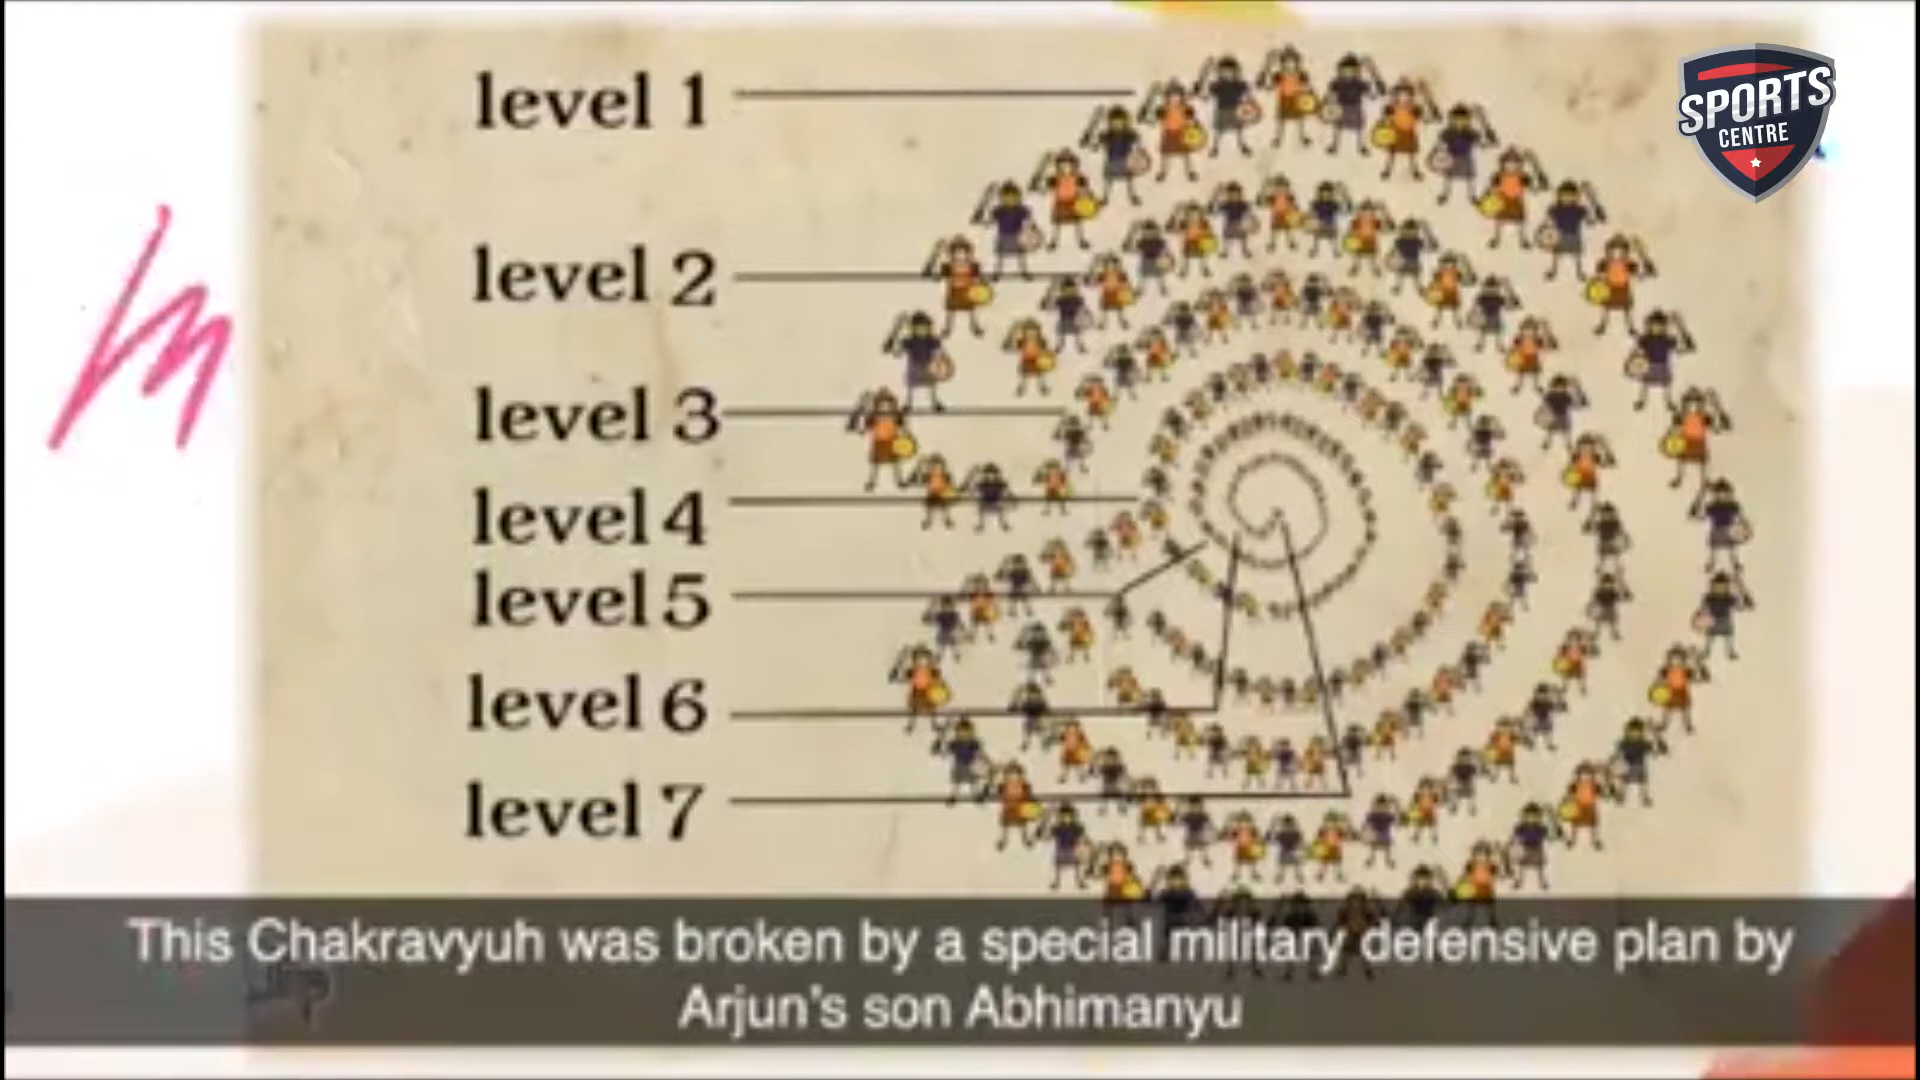 SPORTS
CENTRE
level 1
level 2
level 3
level 4
level 5
level 6
level 7
This Chakravyuh was broken by a special military defensive plan by
Arjun's son Abhimanyu